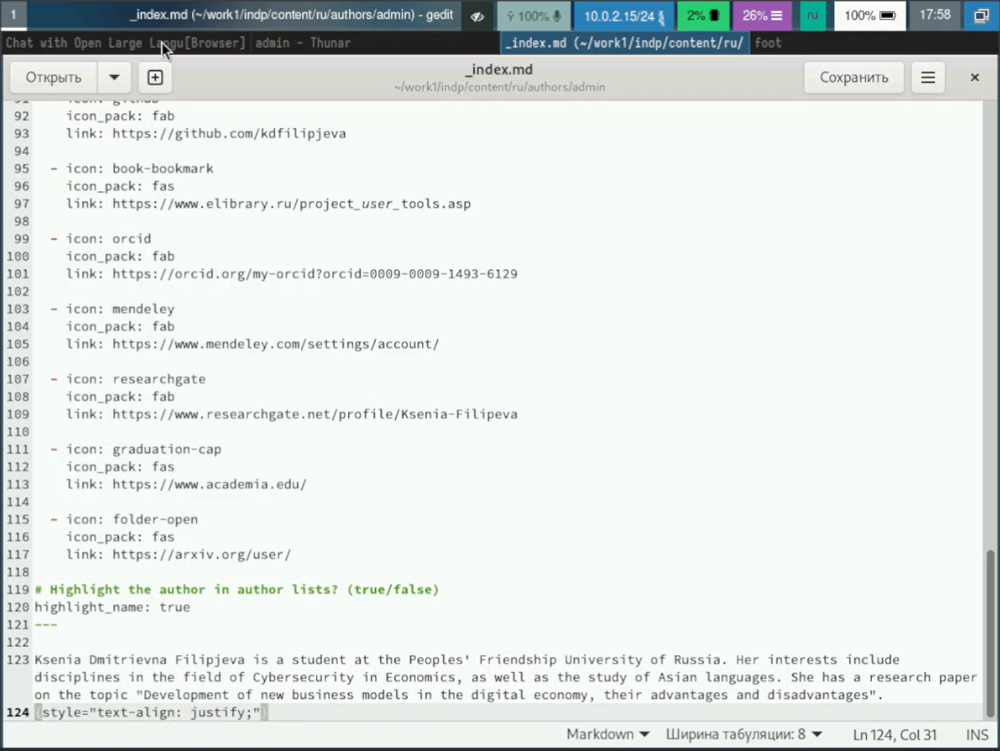 1 _index.md (~/work1/indp/content/ru/authors/admin) - gedit 100% 10.0.2.15/24 2% 26% ru 100% 17:58
Chat with Open Large Langu[Browser] admin - Thunar _index.md (~/work1/indp/content/ru/ foot
Открыть _index.md Сохранить
~/work1/indp/content/ru/authors/admin
91 icon: github
92 icon_pack: fab
93 link: https://github.com/kdfilipjeva
94
95 - icon: book-bookmark
96 icon_pack: fas
97 link: https://www.elibrary.ru/project_user_tools.asp
98
99 - icon: orcid
100 icon_pack: fab
101 link: https://orcid.org/my-orcid?orcid=0009-0009-1493-6129
102
103 - icon: mendeley
104 icon_pack: fab
105 link: https://www.mendeley.com/settings/account/
106
107 - icon: researchgate
108 icon_pack: fab
109 link: https://www.researchgate.net/profile/Ksenia-Filipeva
110
111 - icon: graduation-cap
112 icon_pack: fas
113 link: https://www.academia.edu/
114
115 - icon: folder-open
116 icon_pack: fas
117 link: https://arxiv.org/user/
118
119 # Highlight the author in author lists? (true/false)
120 highlight_name: true
121 ---
122
123 Ksenia Dmitrievna Filipjeva is a student at the Peoples' Friendship University of Russia. Her interests include
disciplines in the field of Cybersecurity in Economics, as well as the study of Asian languages. She has a research paper
on the topic "Development of new business models in the digital economy, their advantages and disadvantages".
124 {style="text-align: justify;"}
Markdown Ширина табуляции: 8 Ln 124, Col 31 INS